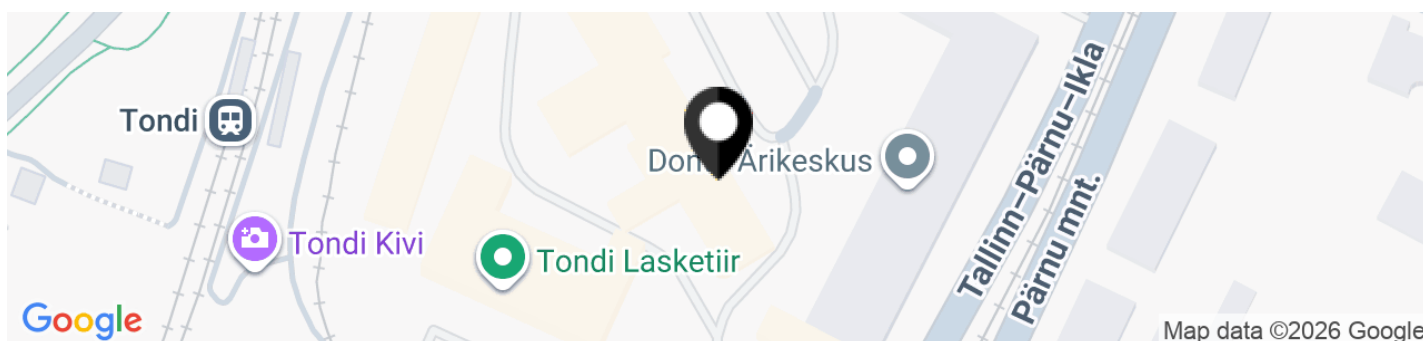 Tondi
Ärikeskus
Tondi Kivi
Tondi Lasketiir
Tallinn–Pärnu–Ikla
Pärnu mnt.
Google
Map data ©2026 Google